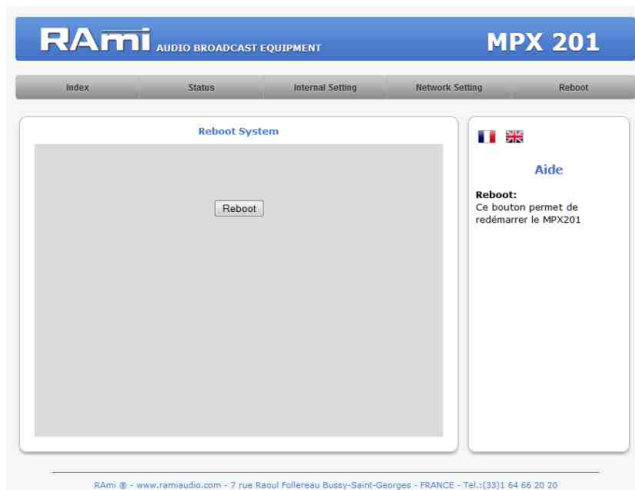 RAmi AUDIO BROADCAST EQUIPMENT MPX 201
Index Status Internal Setting Network Setting Reboot
Reboot System
Reboot
Aide
Reboot:
Ce bouton permet de
redémarrer le MPX201
RAmi ® - www.ramiaudio.com - 7 rue Raoul Follereau Bussy-Saint-Georges - FRANCE - Tel.:(33)1 64 66 20 20